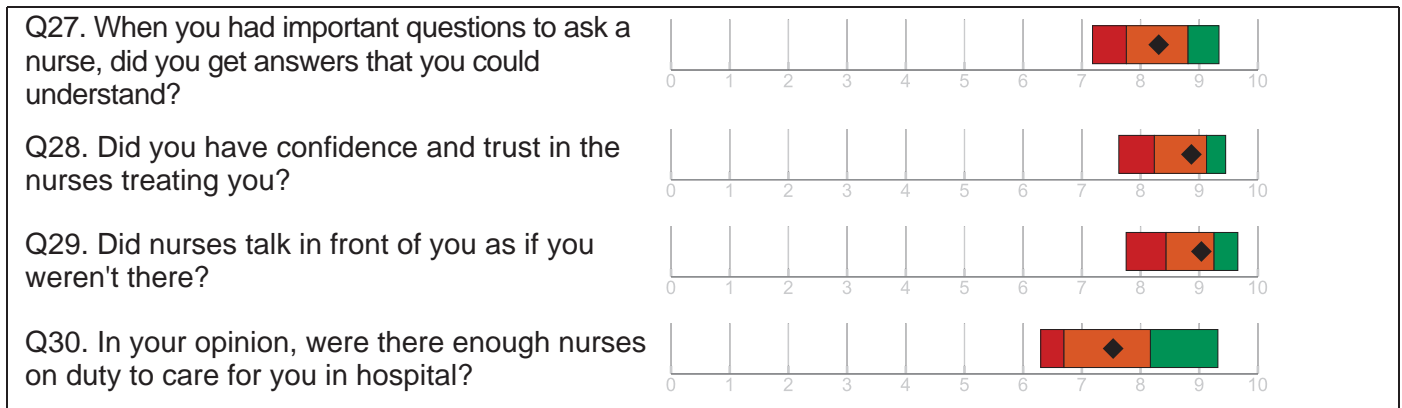 Q27. When you had important questions to ask a
nurse, did you get answers that you could
understand?
0 1 2 3 4 5 6 7 8 9 10
Q28. Did you have confidence and trust in the
nurses treating you?
0 1 2 3 4 5 6 7 8 9 10
Q29. Did nurses talk in front of you as if you
weren't there?
0 1 2 3 4 5 6 7 8 9 10
Q30. In your opinion, were there enough nurses
on duty to care for you in hospital?
0 1 2 3 4 5 6 7 8 9 10